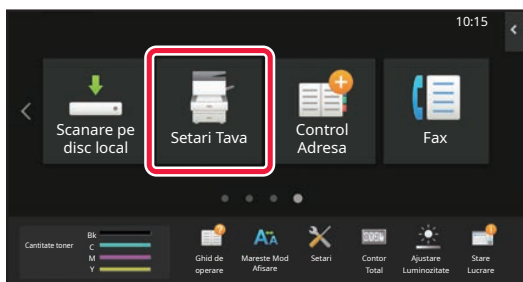 10:15
Scanare pe
disc local
Setari Tava
Control
Adresa
Fax
Cantitate toner
Bk
C
M
Y
Ghid de
operare
Mareste Mod
Afisare
Setari
Contor
Total
Ajustare
Luminozitate
Stare
Lucrare